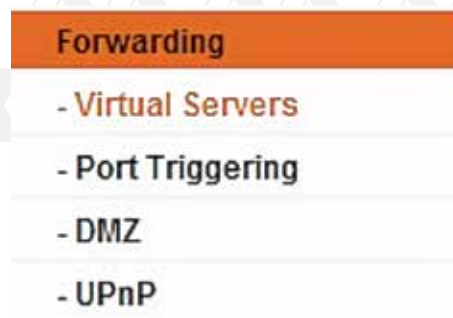 Forwarding
- Virtual Servers
- Port Triggering
- DMZ
- UPnP